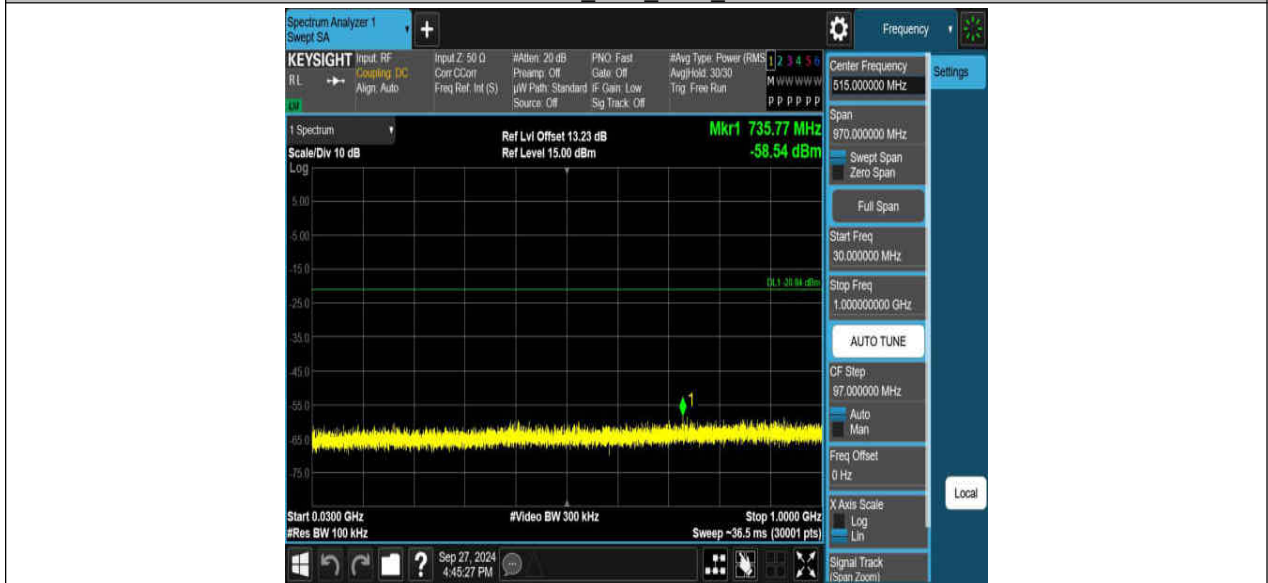 Spectrum Analyzer 1
Swept SA
+
Frequency
KEYSIGHT
RL
Input: RF
Coupling: DC
Align: Auto
Input Z: 50 Ω
Corr CCorr
Freq Ref: Int (S)
#Atten: 20 dB
Preamp: Off
µW Path: Standard
Source: Off
PNO: Fast
Gate: Off
IF Gain: Low
Sig Track: Off
#Avg Type: Power (RMS
Avg|Hold: 30/30
Trig: Free Run
1 2 3 4 5 6
M W W W W W
P P P P P P
1 Spectrum
Scale/Div 10 dB
Log
Ref Lvl Offset 13.23 dB
Ref Level 15.00 dBm
Mkr1 735.77 MHz
-58.54 dBm
5.00
-5.00
-15.0
-25.0
-35.0
-45.0
-55.0
-65.0
-75.0
1
Start 0.0300 GHz
#Res BW 100 kHz
#Video BW 300 kHz
Stop 1.0000 GHz
Sweep ~36.5 ms (30001 pts)
Center Frequency
515.000000 MHz
Settings
Span
970.000000 MHz
Swept Span
Zero Span
Full Span
Start Freq
30.000000 MHz
Stop Freq
1.000000000 GHz
AUTO TUNE
CF Step
97.000000 MHz
Auto
Man
Freq Offset
0 Hz
X Axis Scale
Log
Lin
Local
Signal Track
(Span Zoom)
?
Sep 27, 2024
4:45:27 PM